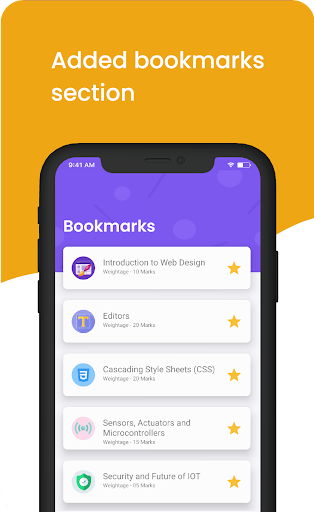 Added bookmarks
section
9:41 AM
Bookmarks
Introduction to Web Design
Weightage - 19 Marks
Editors
Weightage - 20 Marks
Cascading Style Sheets (CSS)
Weightage - 20 Marks
Sensors, Actuators and
Microcontrollers
Weightage - 15 Marks
Security and Future of IOT
Weightage - 05 Marks